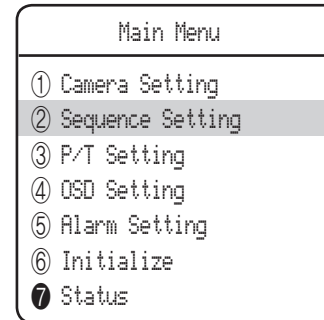 Main Menu
① Camera Setting
② Sequence Setting
③ P/T Setting
④ OSD Setting
⑤ Alarm Setting
⑥ Initialize
❼ Status